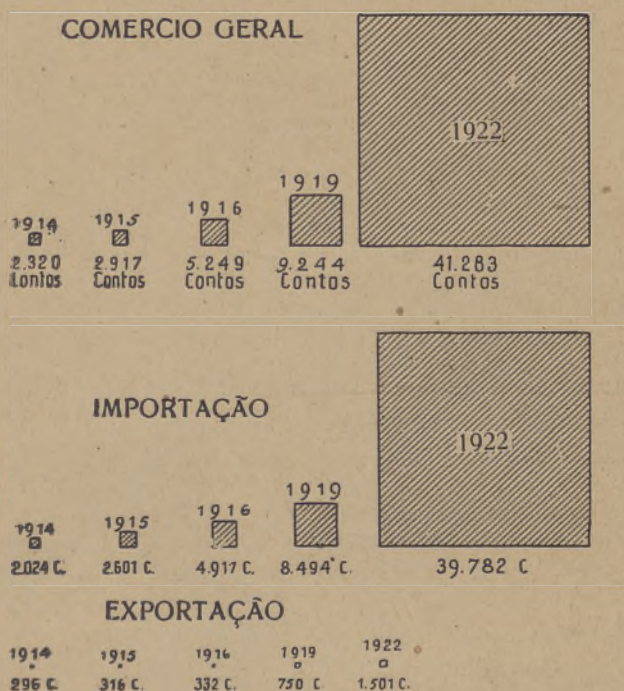 COMERCIO GERAL
1914 1915 1916 1919 1922
2.320 2.917 5.249 9.244 41.283
Contos Contos Contos Contos Contos
IMPORTAÇÃO
1914 1915 1916 1919 1922
2.024 C. 2.601 C. 4.917 C. 8.494 C. 39.782 C
EXPORTAÇÃO
1914 1915 1916 1919 1922
296 C 316 C. 332 C. 750 C 1.501 C.